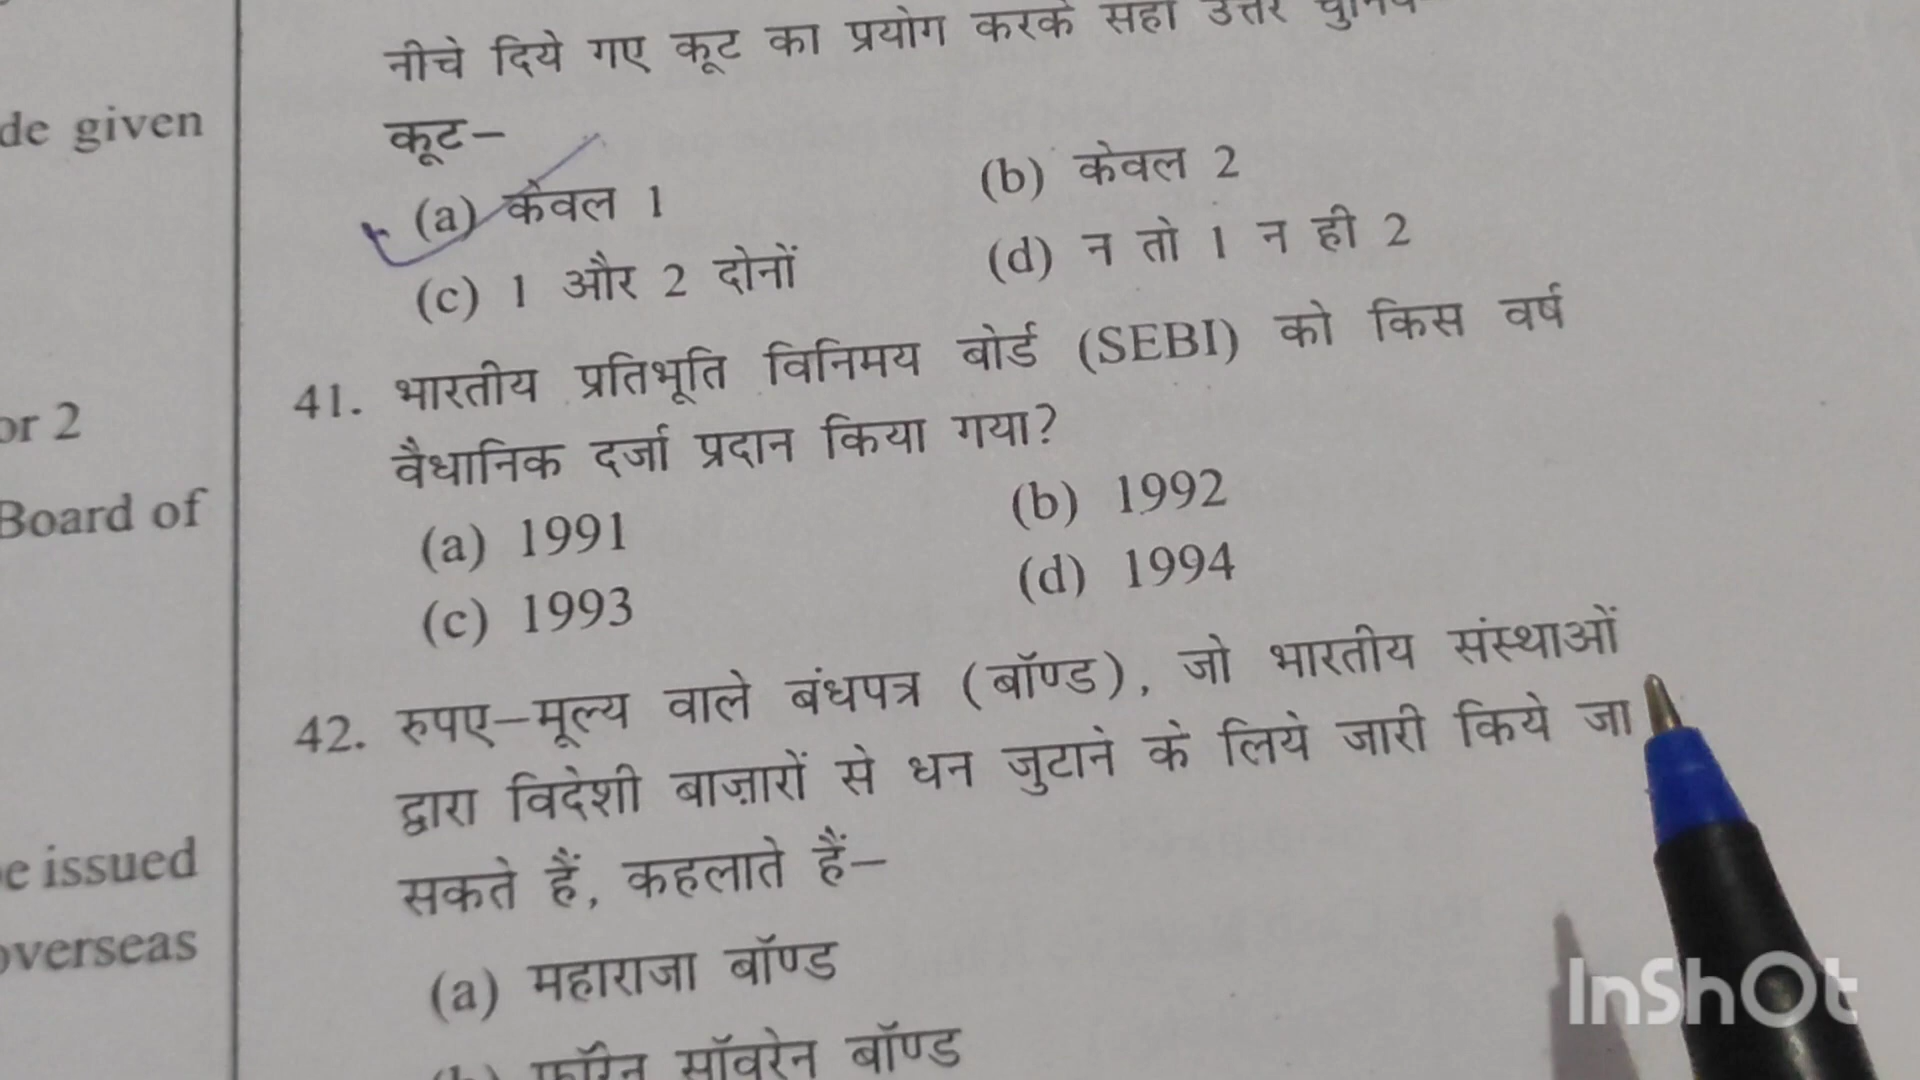 de given
or 2
Board of
e issued
overseas
नीचे दिये गए कूट का प्रयोग करके सही उत्तर चुनिये
कूट–
(a) केवल 1 (b) केवल 2
(c) 1 और 2 दोनों (d) न तो 1 न ही 2
41. भारतीय प्रतिभूति विनिमय बोर्ड (SEBI) को किस वर्ष
वैधानिक दर्जा प्रदान किया गया?
(a) 1991 (b) 1992
(c) 1993 (d) 1994
42. रुपए–मूल्य वाले बंधपत्र (बॉण्ड), जो भारतीय संस्थाओं
द्वारा विदेशी बाज़ारों से धन जुटाने के लिये जारी किये जा
सकते हैं, कहलाते हैं–
(a) महाराजा बॉण्ड
(b) फॉरेन सॉवरेन बॉण्ड
InShOt